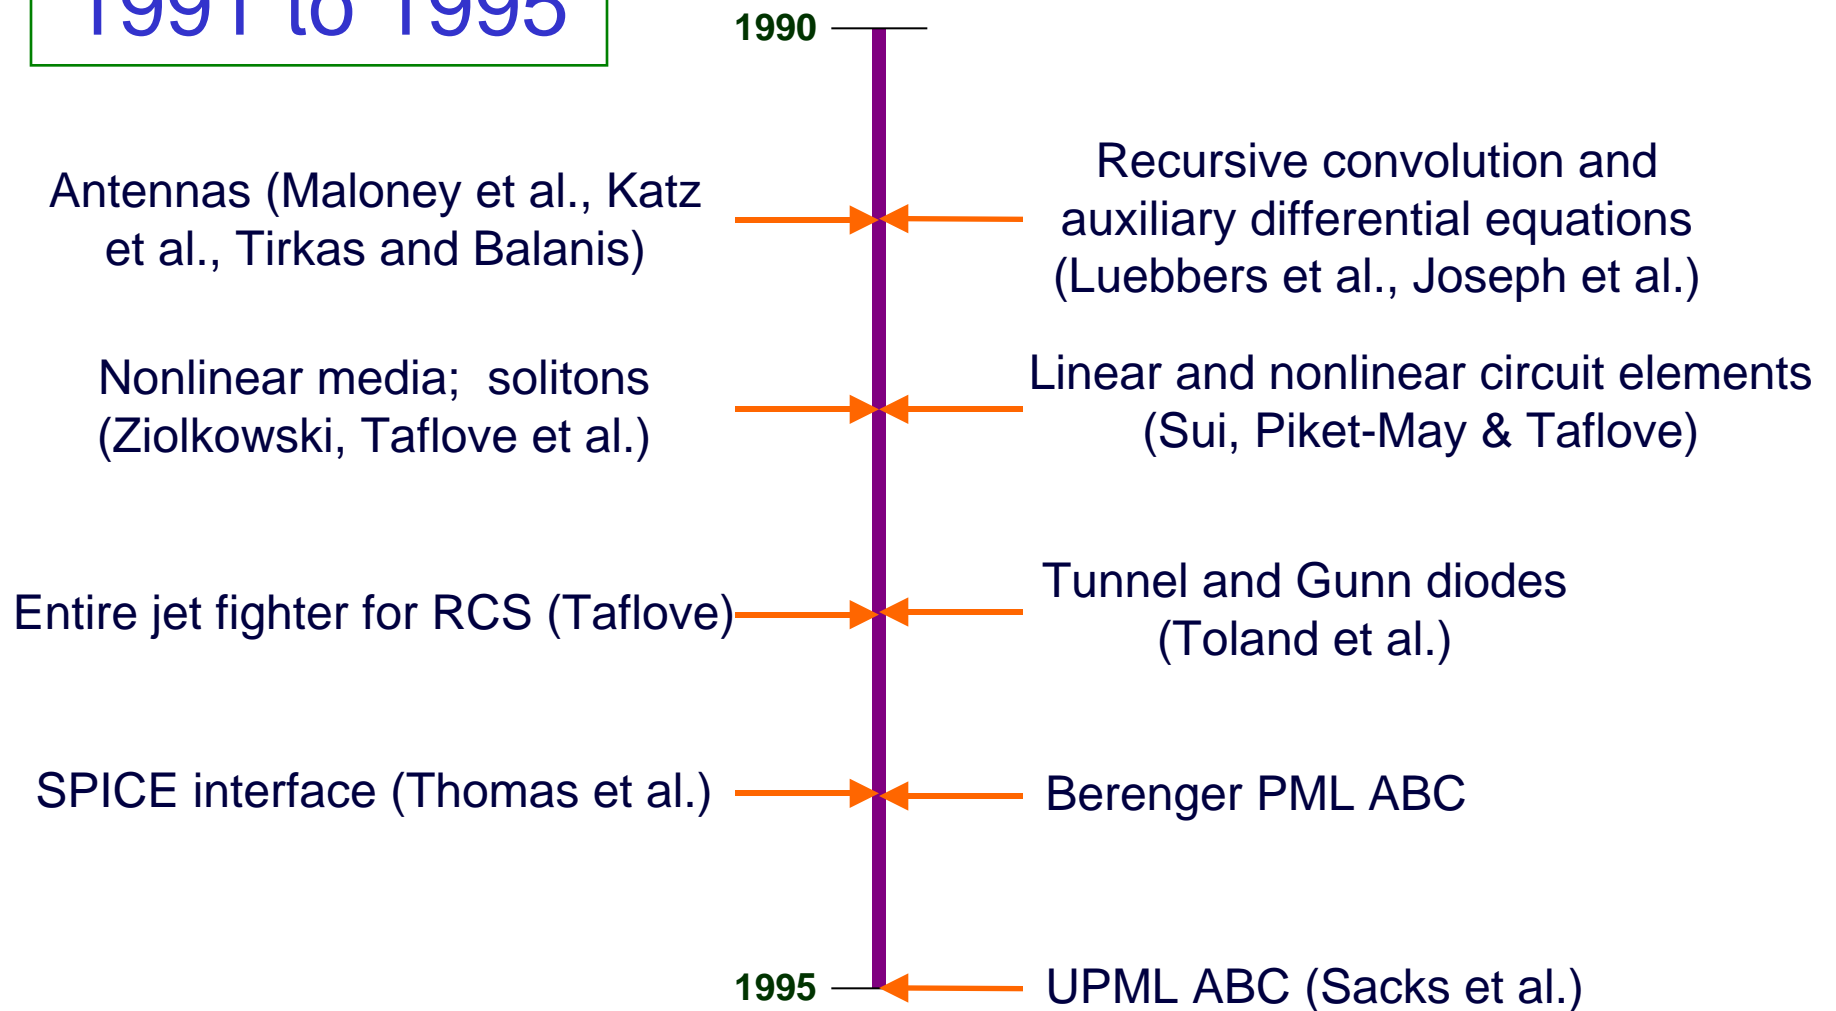 1991 to 1995
1990
Antennas (Maloney et al., Katz
et al., Tirkas and Balanis)
Recursive convolution and
auxiliary differential equations
(Luebbers et al., Joseph et al.)
Nonlinear media;  solitons
(Ziolkowski, Taflove et al.)
Linear and nonlinear circuit elements
(Sui, Piket-May & Taflove)
Entire jet fighter for RCS (Taflove)
Tunnel and Gunn diodes
(Toland et al.)
SPICE interface (Thomas et al.)
Berenger PML ABC
1995
UPML ABC (Sacks et al.)